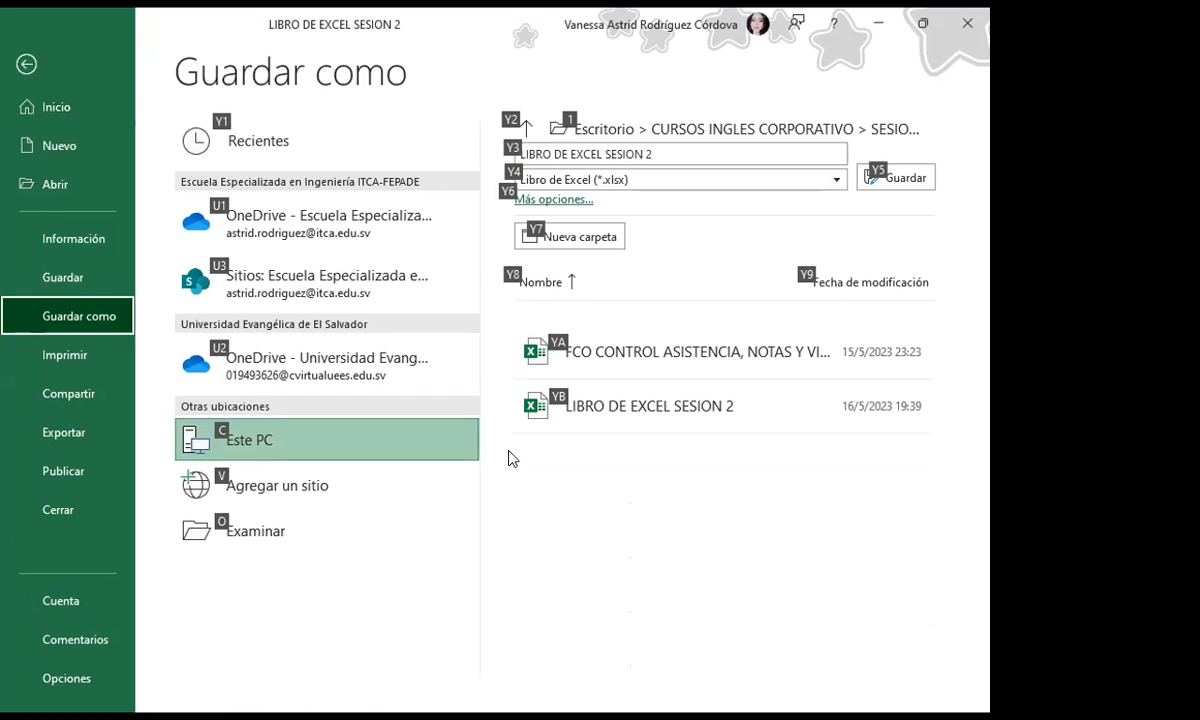 LIBRO DE EXCEL SESION 2
Vanessa Astrid Rodríguez Córdova
?
Guardar como
Inicio
Nuevo
Abrir
Información
Guardar
Guardar como
Imprimir
Compartir
Exportar
Publicar
Cerrar
Cuenta
Comentarios
Opciones
Y1
Recientes
Escuela Especializada en Ingeniería ITCA-FEPADE
U1
OneDrive - Escuela Especializa...
astrid.rodriguez@itca.edu.sv
U3
Sitios: Escuela Especializada e...
astrid.rodriguez@itca.edu.sv
Universidad Evangélica de El Salvador
U2
OneDrive - Universidad Evang...
019493626@cvirtualuees.edu.sv
Otras ubicaciones
C
Este PC
V
Agregar un sitio
O
Examinar
Y2
1
Escritorio > CURSOS INGLES CORPORATIVO > SESIO...
Y3
LIBRO DE EXCEL SESION 2
Y4
Libro de Excel (*.xlsx)
Y5
Guardar
Y6
Más opciones...
Y7
Nueva carpeta
Y8
Nombre ↑
Y9
Fecha de modificación
YA
FCO CONTROL ASISTENCIA, NOTAS Y VI... 15/5/2023 23:23
YB
LIBRO DE EXCEL SESION 2 16/5/2023 19:39